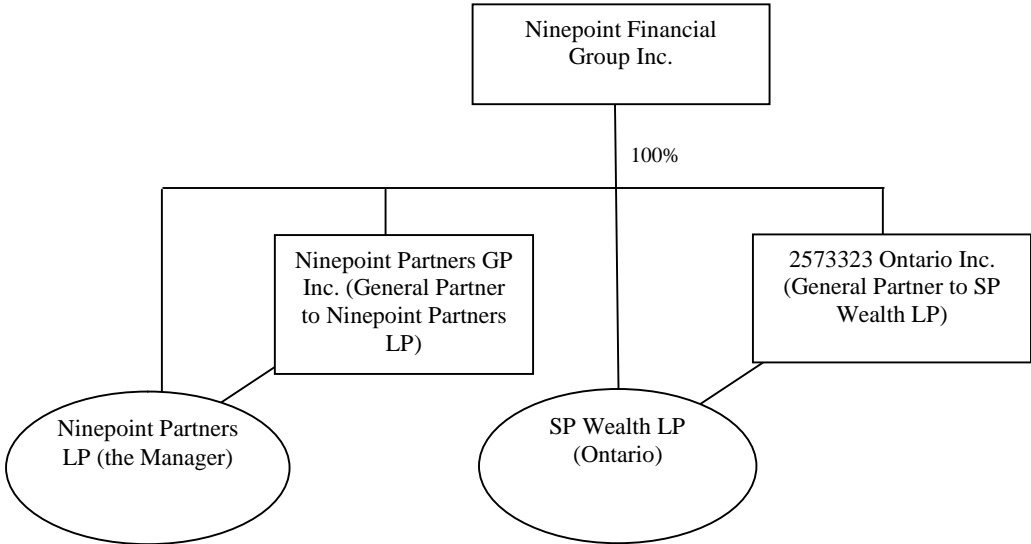 Ninepoint Financial
Group Inc.
100%
Ninepoint Partners GP
Inc. (General Partner
to Ninepoint Partners
LP)
2573323 Ontario Inc.
(General Partner to SP
Wealth LP)
Ninepoint Partners
LP (the Manager)
SP Wealth LP
(Ontario)